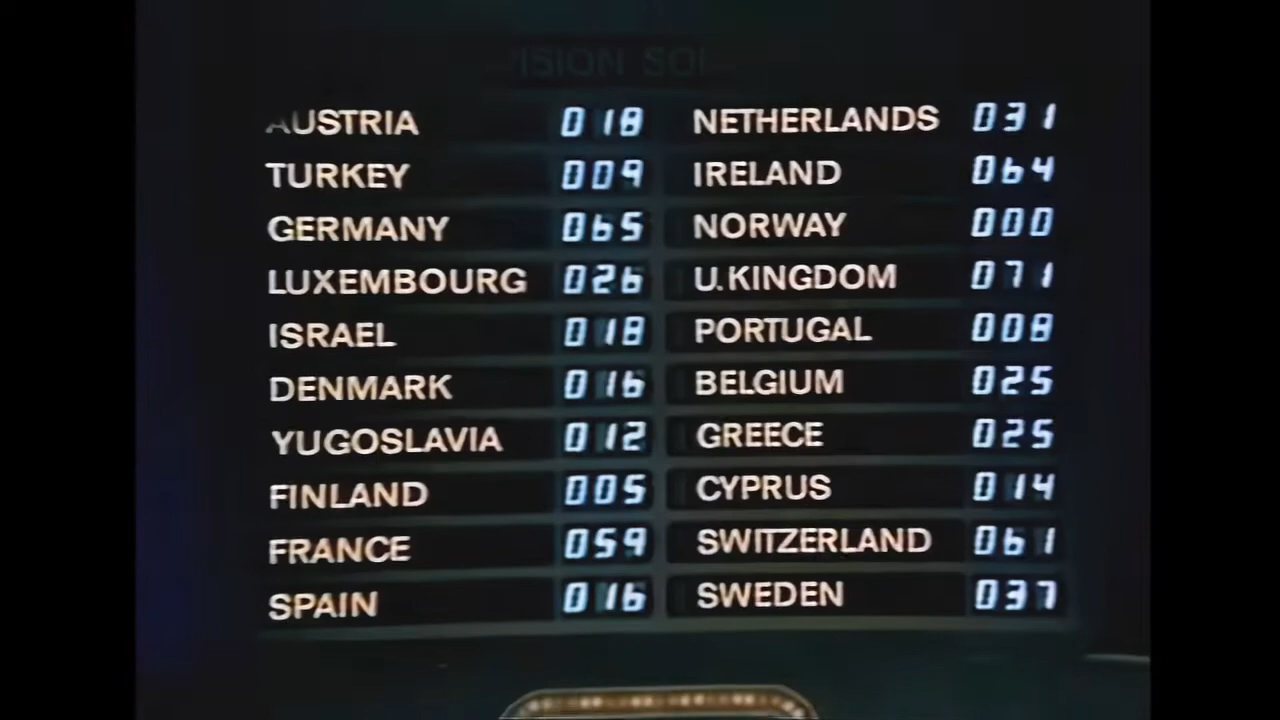 VISION SO
AUSTRIA 018 NETHERLANDS 031
TURKEY 009 IRELAND 064
GERMANY 065 NORWAY 000
LUXEMBOURG 026 U.KINGDOM 071
ISRAEL 018 PORTUGAL 008
DENMARK 016 BELGIUM 025
YUGOSLAVIA 012 GREECE 025
FINLAND 005 CYPRUS 014
FRANCE 059 SWITZERLAND 061
SPAIN 016 SWEDEN 037